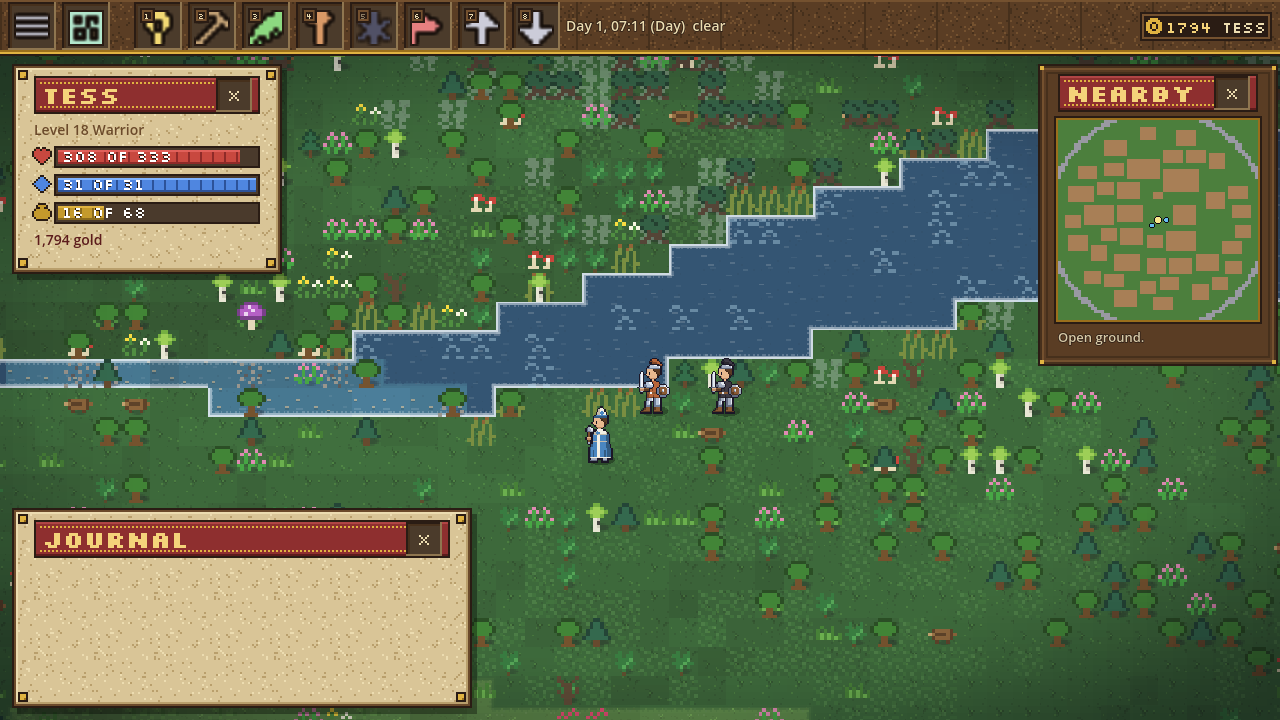 1 2 3 4 5 6 7 8
Day 1, 07:11 (Day) clear
1794 TESS
TESS
Level 18 Warrior
308 OF 333
31 OF 31
18 OF 68
1,794 gold
NEARBY
Open ground.
JOURNAL